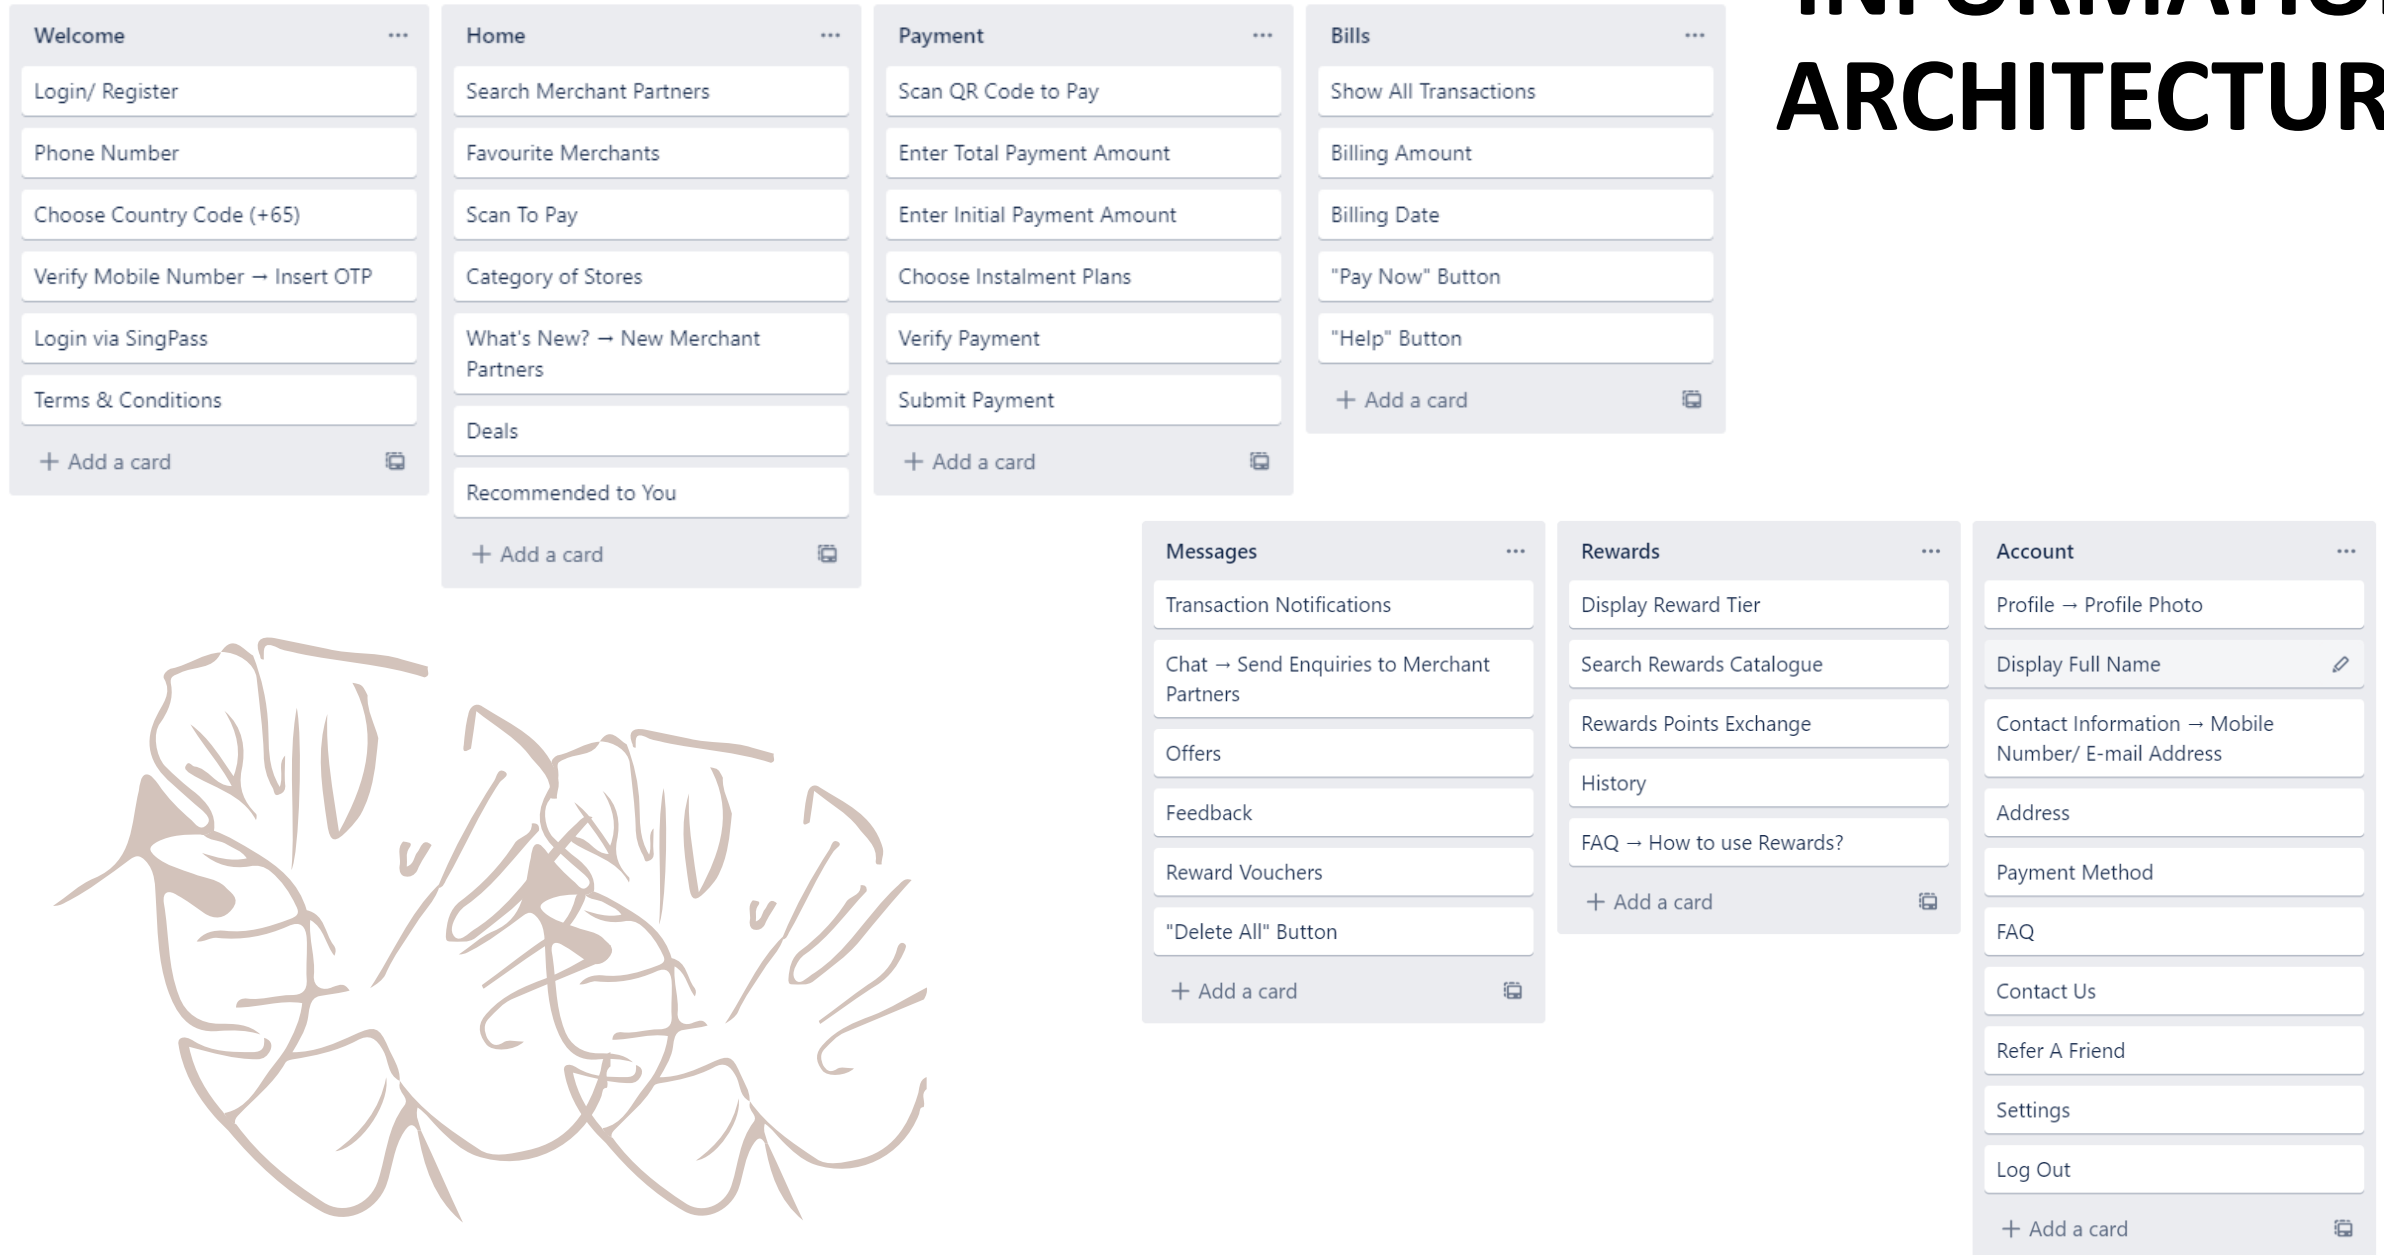 INFORMATIO
ARCHITECTUR
Welcome
Login/ Register
Phone Number
Choose Country Code (+65)
Verify Mobile Number → Insert OTP
Login via SingPass
Terms & Conditions
+ Add a card
Home
Search Merchant Partners
Favourite Merchants
Scan To Pay
Category of Stores
What's New? → New Merchant
Partners
Deals
Recommended to You
+ Add a card
Payment
Scan QR Code to Pay
Enter Total Payment Amount
Enter Initial Payment Amount
Choose Instalment Plans
Verify Payment
Submit Payment
+ Add a card
Bills
Show All Transactions
Billing Amount
Billing Date
"Pay Now" Button
"Help" Button
+ Add a card
Messages
Transaction Notifications
Chat → Send Enquiries to Merchant
Partners
Offers
Feedback
Reward Vouchers
"Delete All" Button
+ Add a card
Rewards
Display Reward Tier
Search Rewards Catalogue
Rewards Points Exchange
History
FAQ → How to use Rewards?
+ Add a card
Account
Profile → Profile Photo
Display Full Name
Contact Information → Mobile
Number/ E-mail Address
Address
Payment Method
FAQ
Contact Us
Refer A Friend
Settings
Log Out
+ Add a card